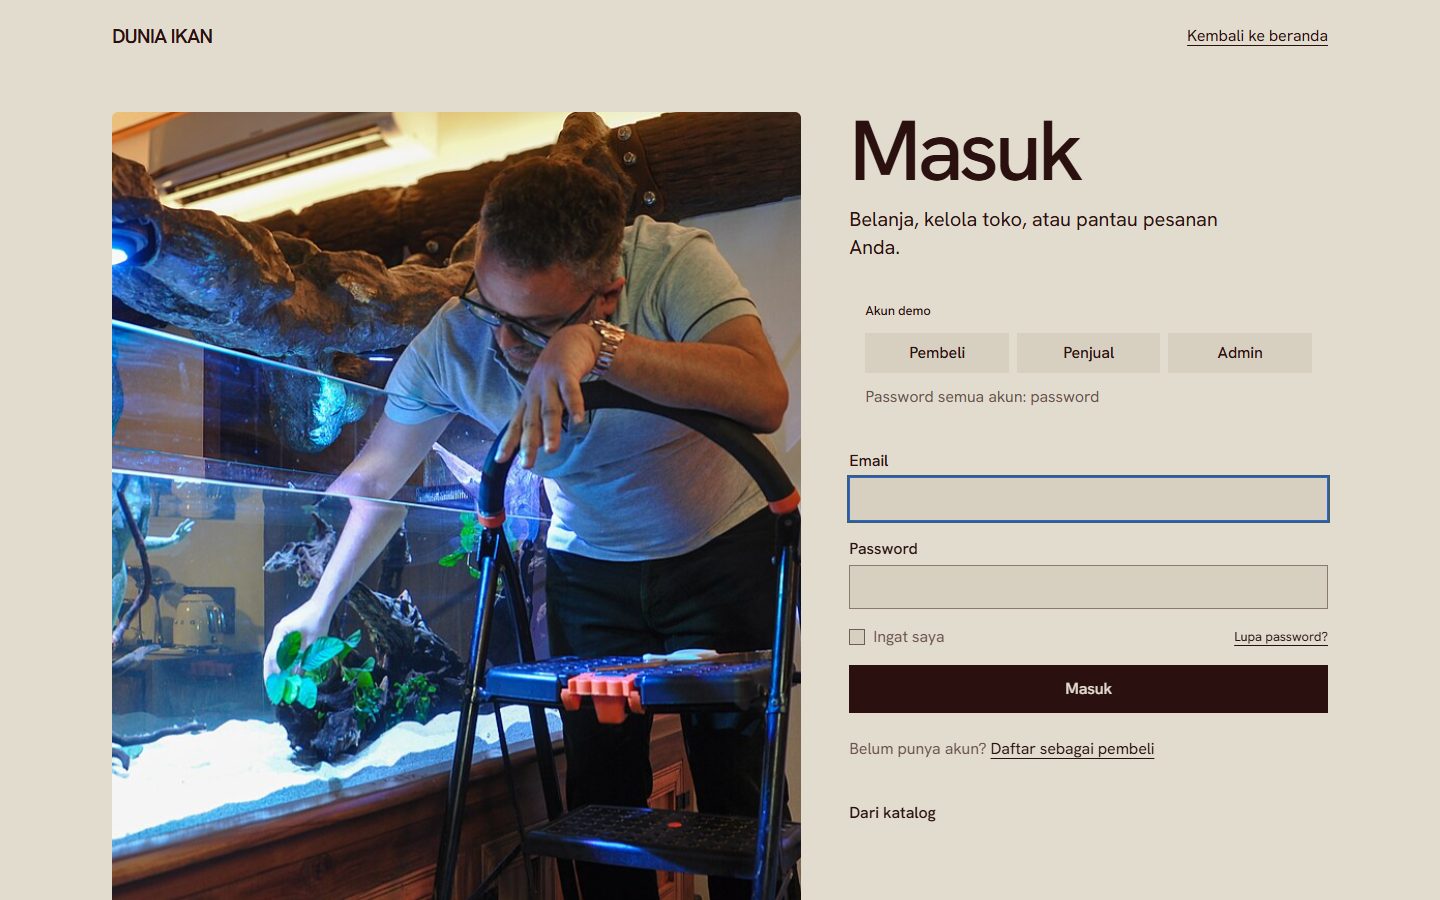 DUNIA IKAN
Kembali ke beranda
Masuk
Belanja, kelola toko, atau pantau pesanan
Anda.
Akun demo
Pembeli
Penjual
Admin
Password semua akun: password
Email
Password
Ingat saya
Lupa password?
Masuk
Belum punya akun? Daftar sebagai pembeli
Dari katalog